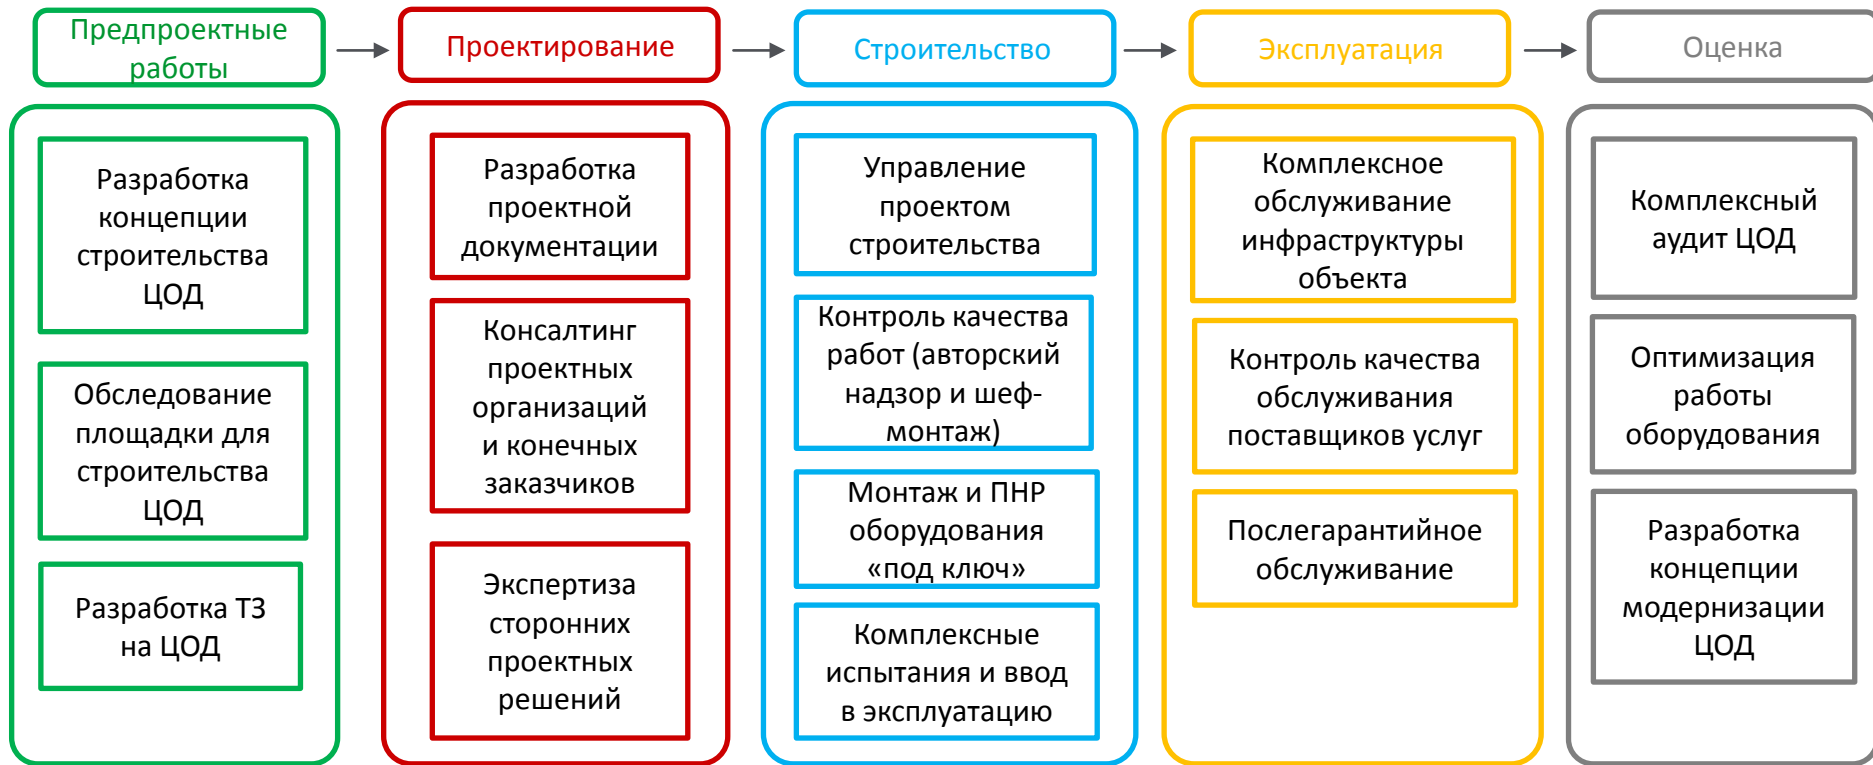 Предпроектные
работы
Проектирование
Строительство
Эксплуатация
Оценка
Разработка
концепции
строительства
ЦОД
Обследование
площадки для
строительства
ЦОД
Разработка ТЗ
на ЦОД
Разработка
проектной
документации
Консалтинг
проектных
организаций
и конечных
заказчиков
Экспертиза
сторонних
проектных
решений
Управление
проектом
строительства
Контроль качества
работ (авторский
надзор и шеф-
монтаж)
Монтаж и ПНР
оборудования
«под ключ»
Комплексные
испытания и ввод
в эксплуатацию
Комплексное
обслуживание
инфраструктуры
объекта
Контроль качества
обслуживания
поставщиков услуг
Послегарантийное
обслуживание
Комплексный
аудит ЦОД
Оптимизация
работы
оборудования
Разработка
концепции
модернизации
ЦОД